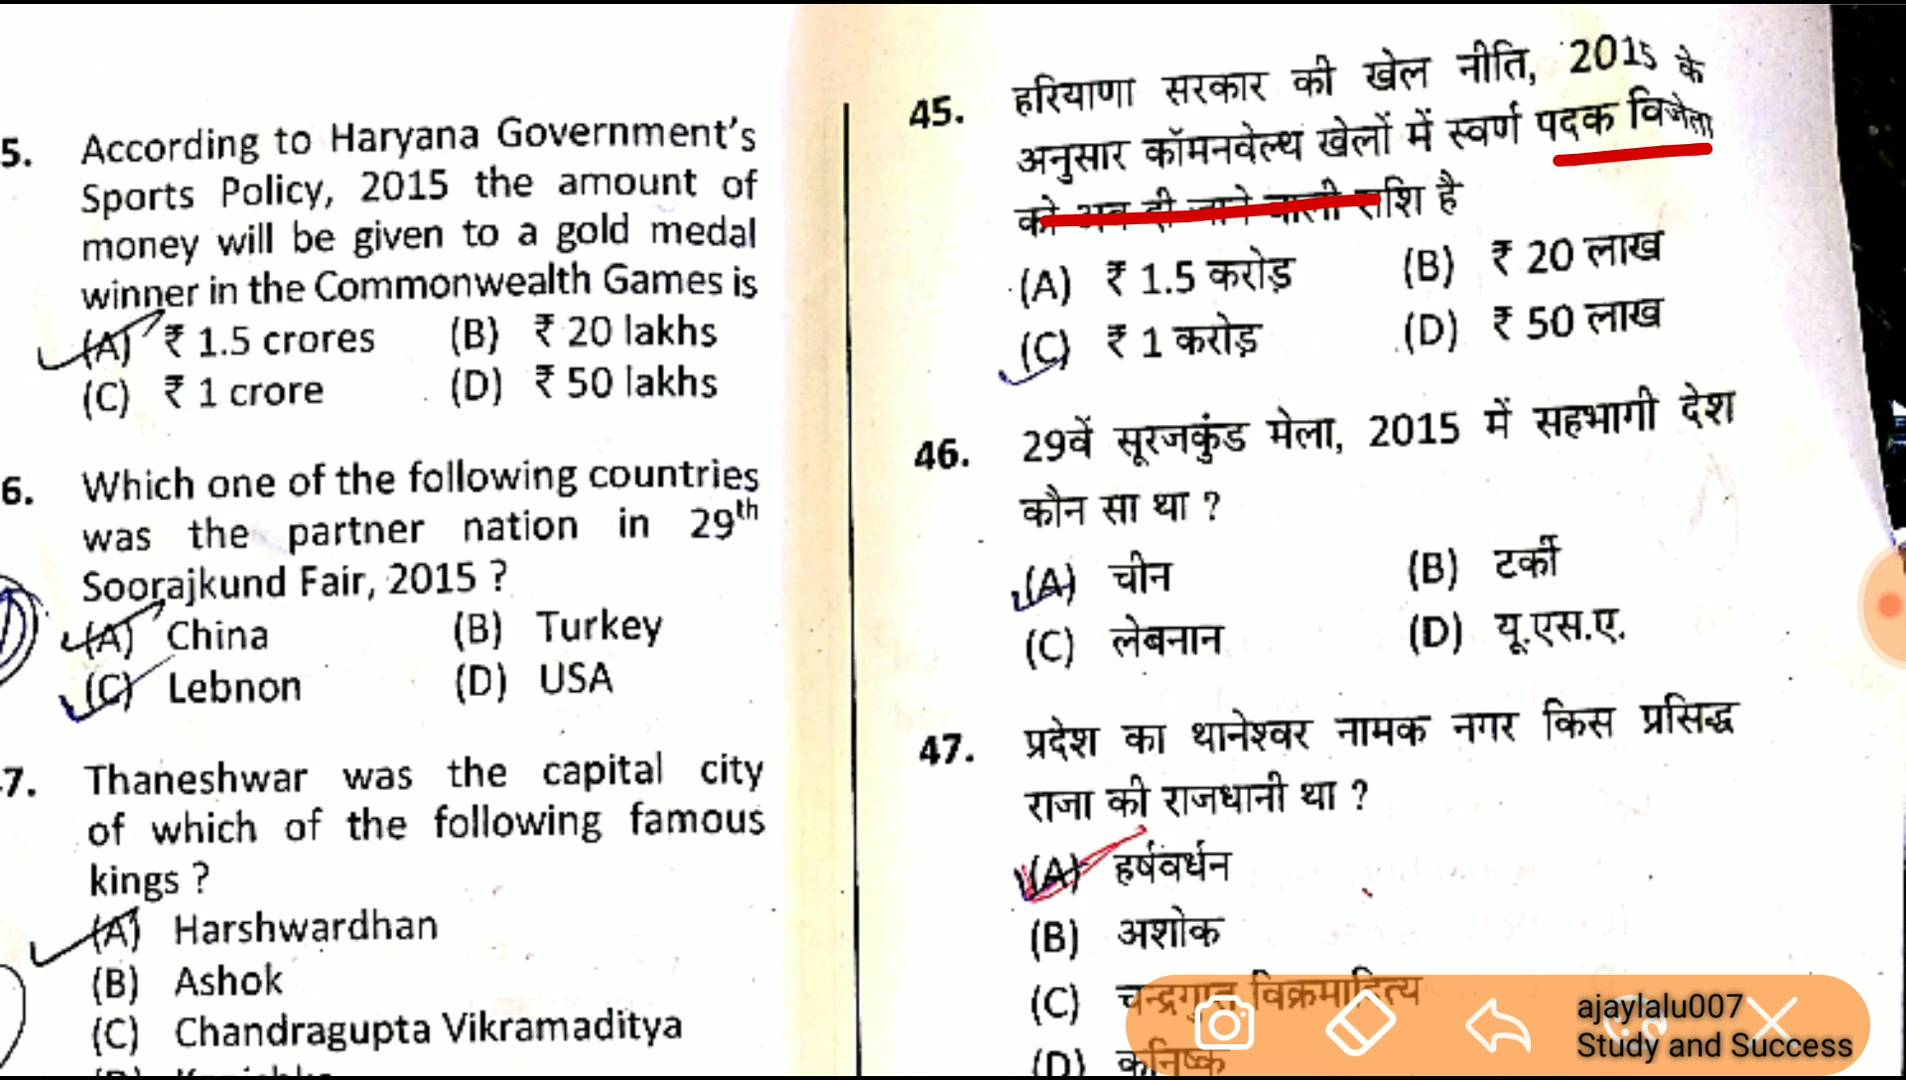 5. According to Haryana Government's
Sports Policy, 2015 the amount of
money will be given to a gold medal
winner in the Commonwealth Games is
(A) ₹ 1.5 crores (B) ₹ 20 lakhs
(C) ₹ 1 crore (D) ₹ 50 lakhs
6. Which one of the following countries
was the partner nation in 29th
Soorajkund Fair, 2015 ?
(A) China (B) Turkey
(C) Lebnon (D) USA
7. Thaneshwar was the capital city
of which of the following famous
kings ?
(A) Harshwardhan
(B) Ashok
(C) Chandragupta Vikramaditya
45. हरियाणा सरकार की खेल नीति, 2015 के
अनुसार कॉमनवेल्थ खेलों में स्वर्ण पदक विजेता
को अब दी जाने वाली राशि है
(A) ₹ 1.5 करोड़ (B) ₹ 20 लाख
(C) ₹ 1 करोड़ (D) ₹ 50 लाख
46. 29वें सूरजकुंड मेला, 2015 में सहभागी देश
कौन सा था ?
(A) चीन (B) टर्की
(C) लेबनान (D) यू.एस.ए.
47. प्रदेश का थानेश्वर नामक नगर किस प्रसिद्ध
राजा की राजधानी था ?
(A) हर्षवर्धन
(B) अशोक
(C) चन्द्रगुप्त विक्रमादित्य
(D) कनिष्क
ajaylalu007
Study and Success